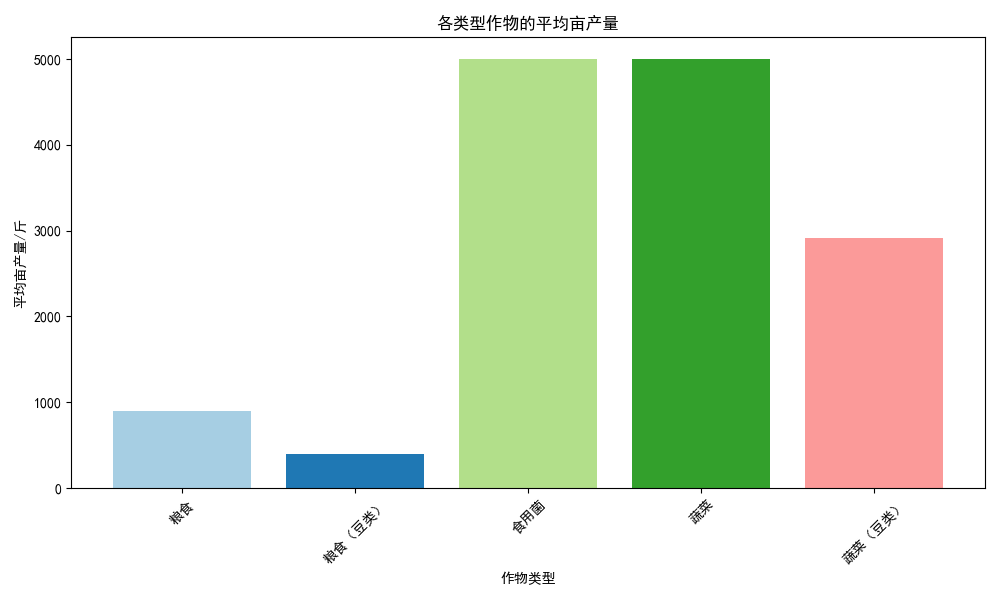 各类型作物的平均亩产量
平均亩产量/斤
5000
4000
3000
2000
1000
0
粮食
粮食（豆类）
食用菌
蔬菜
蔬菜（豆类）
作物类型